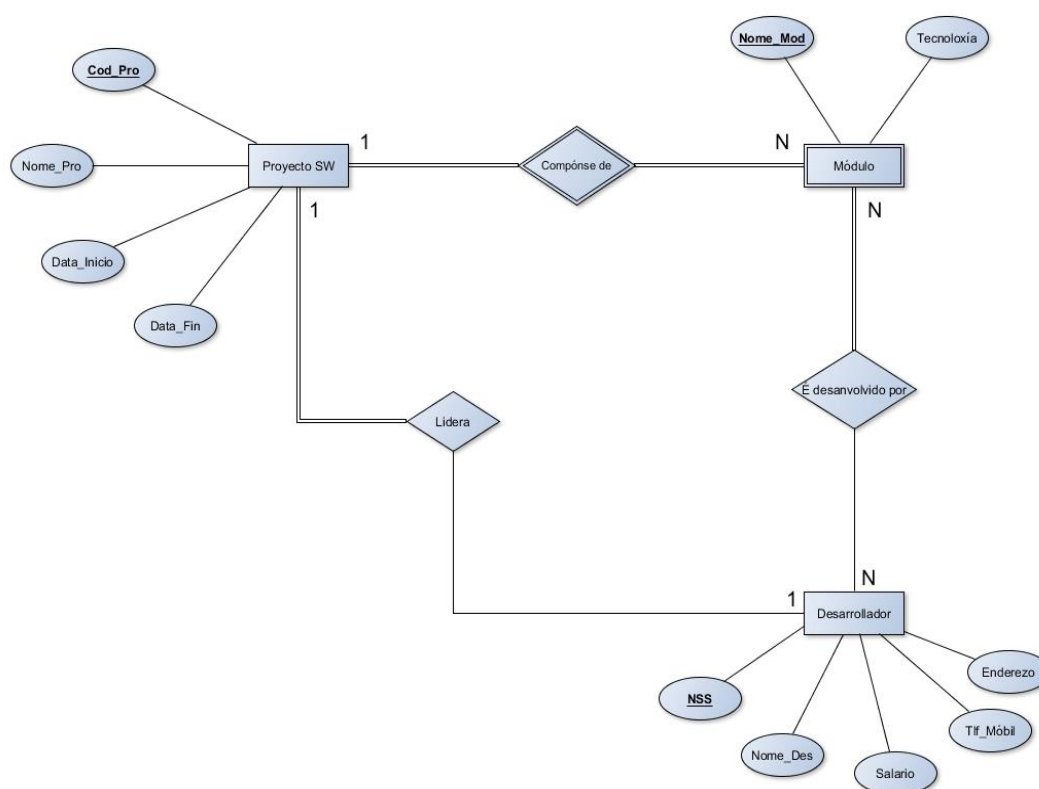 Nome_Mod
Tecnoloxía
Cod_Pro
1
N
Nome_Pro
Proyecto SW
Compónse de
Módulo
1
N
Data_Inicio
Data_Fin
É desanvolvido por
Lidera
N
1
Desarrollador
Enderezo
NSS
Tlf_Móbil
Nome_Des
Salario